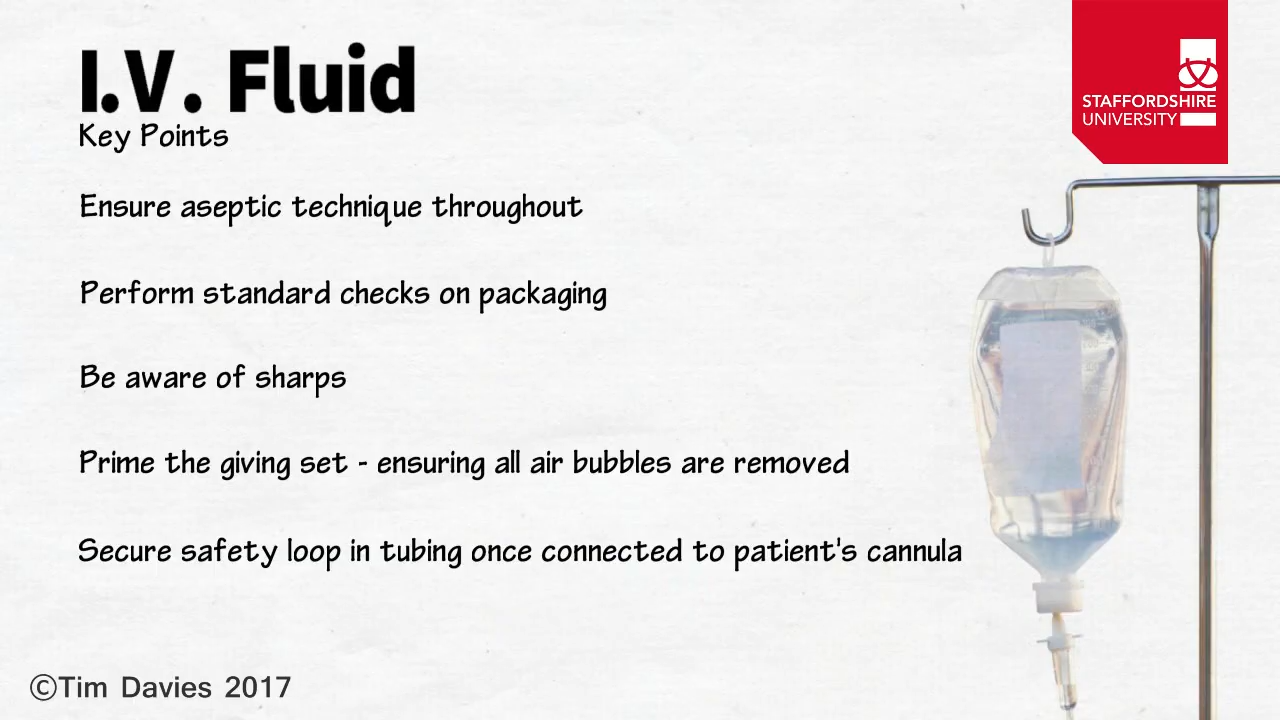 I.V. Fluid
Key Points
STAFFORDSHIRE
UNIVERSITY
Ensure aseptic technique throughout
Perform standard checks on packaging
Be aware of sharps
Prime the giving set - ensuring all air bubbles are removed
Secure safety loop in tubing once connected to patient's cannula
©Tim Davies 2017